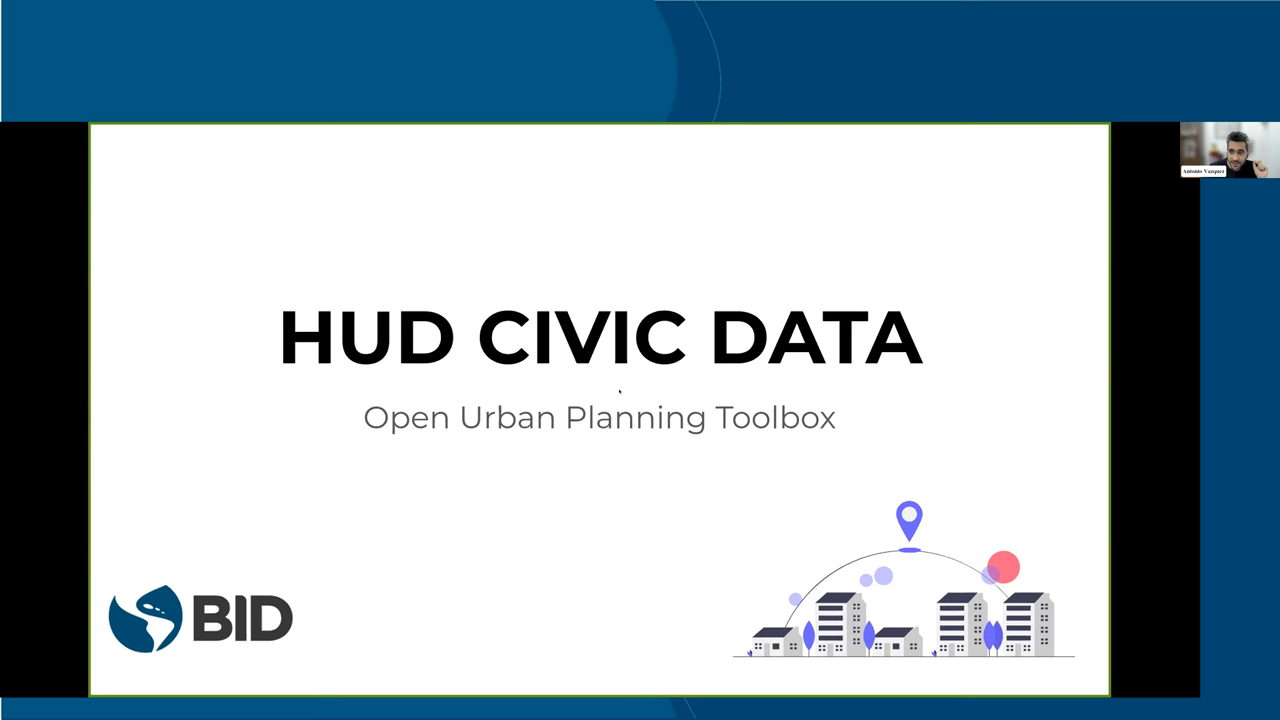 HUD CIVIC DATA
Open Urban Planning Toolbox
BID
Antonio Vazquez